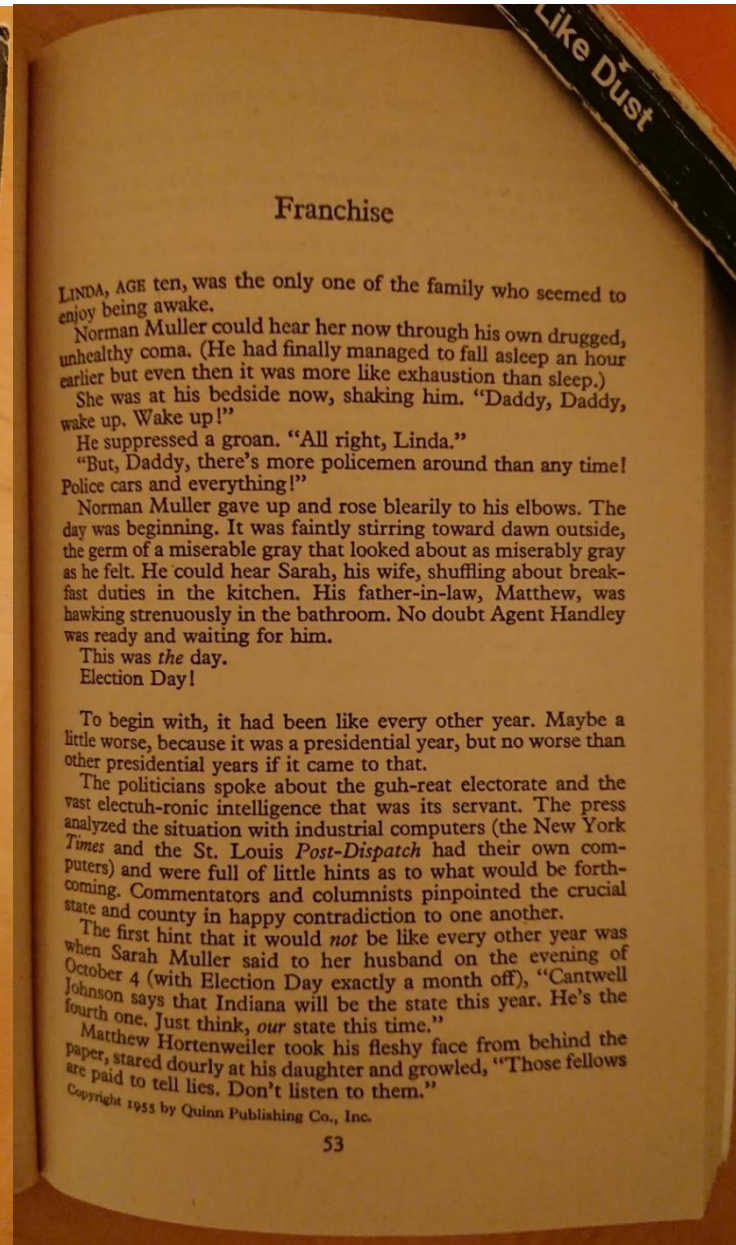 Like Dust
Franchise
LINDA, AGE ten, was the only one of the family who seemed to
enjoy being awake.
Norman Muller could hear her now through his own drugged,
unhealthy coma. (He had finally managed to fall asleep an hour
earlier but even then it was more like exhaustion than sleep.)
She was at his bedside now, shaking him. “Daddy, Daddy,
wake up. Wake up!”
He suppressed a groan. “All right, Linda.”
“But, Daddy, there’s more policemen around than any time!
Police cars and everything!”
Norman Muller gave up and rose blearily to his elbows. The
day was beginning. It was faintly stirring toward dawn outside,
the germ of a miserable gray that looked about as miserably gray
as he felt. He could hear Sarah, his wife, shuffling about break-
fast duties in the kitchen. His father-in-law, Matthew, was
hawking strenuously in the bathroom. No doubt Agent Handley
was ready and waiting for him.
This was the day.
Election Day!
To begin with, it had been like every other year. Maybe a
little worse, because it was a presidential year, but no worse than
other presidential years if it came to that.
The politicians spoke about the guh-reat electorate and the
vast electuh-ronic intelligence that was its servant. The press
analyzed the situation with industrial computers (the New York
Times and the St. Louis Post-Dispatch had their own com-
puters) and were full of little hints as to what would be forth-
coming. Commentators and columnists pinpointed the crucial
state and county in happy contradiction to one another.
The first hint that it would not be like every other year was
when Sarah Muller said to her husband on the evening of
October 4 (with Election Day exactly a month off), “Cantwell
Johnson says that Indiana will be the state this year. He’s the
fourth one. Just think, our state this time.”
Matthew Hortenweiler took his fleshy face from behind the
paper, stared dourly at his daughter and growled, “Those fellows
are paid to tell lies. Don’t listen to them.”
Copyright 1955 by Quinn Publishing Co., Inc.
53